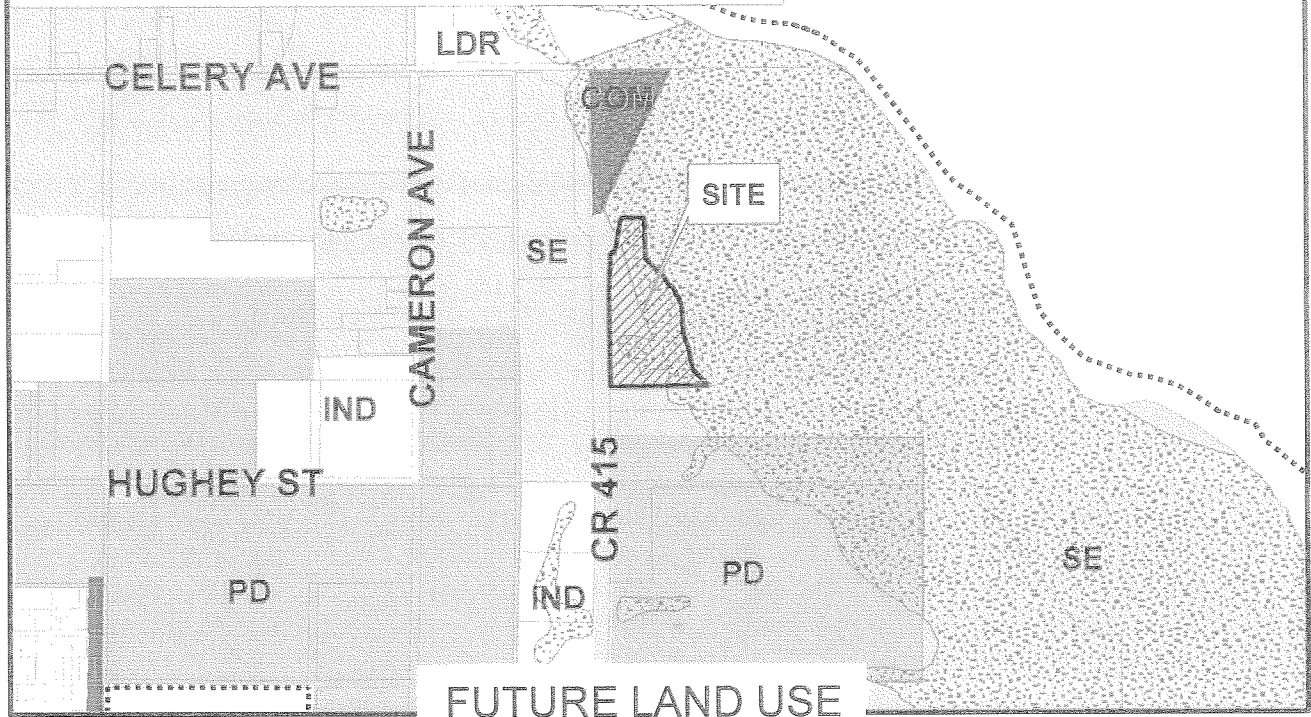 LDR
CELERY AVE
COM
CAMERON AVE
SITE
SE
IND
HUGHEY ST
CR 415
PD
IND
PD
SE
FUTURE LAND USE